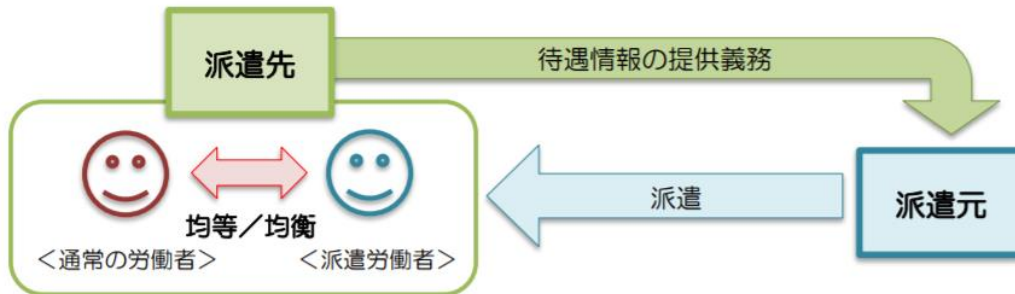 派遣先
待遇情報の提供義務
派遣
派遣元
均等／均衡
＜通常の労働者＞
＜派遣労働者＞